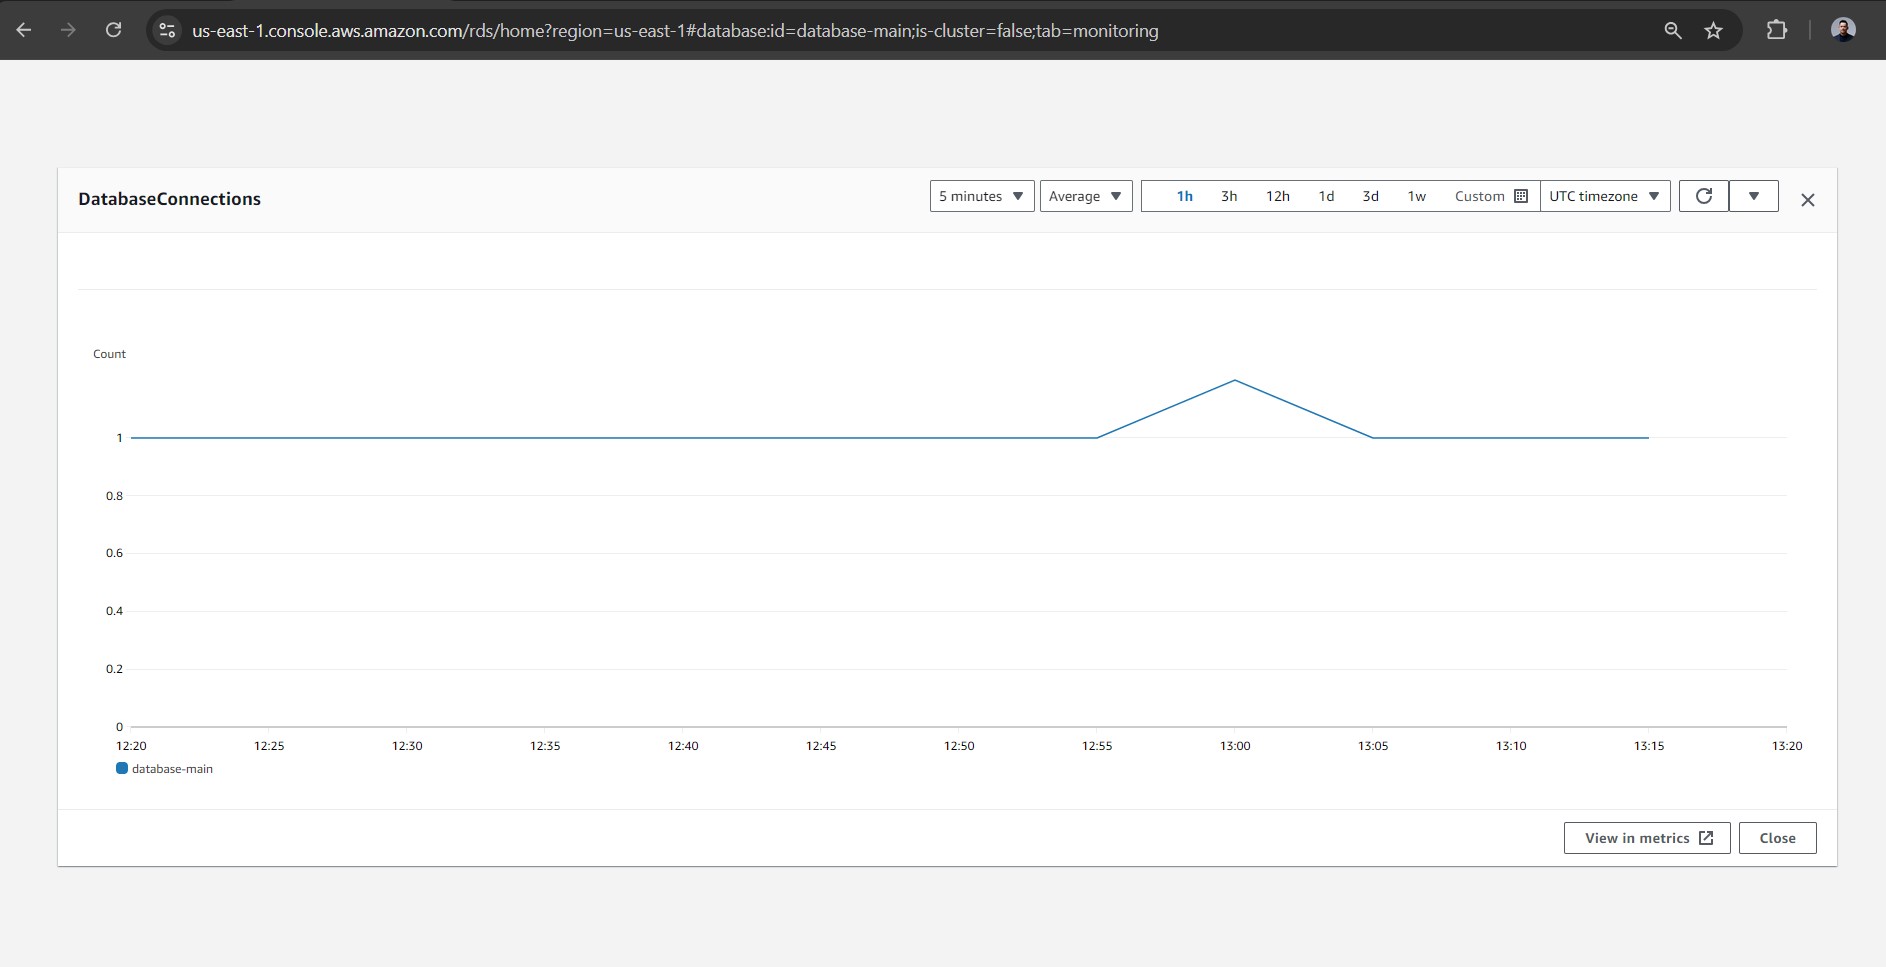 us-east-1.console.aws.amazon.com/rds/home?region=us-east-1#database:id=database-main;is-cluster=false;tab=monitoring
DatabaseConnections
5 minutes Average 1h 3h 12h 1d 3d 1w Custom UTC timezone
Count
1
0.8
0.6
0.4
0.2
0
12:20 12:25 12:30 12:35 12:40 12:45 12:50 12:55 13:00 13:05 13:10 13:15 13:20
database-main
View in metrics Close